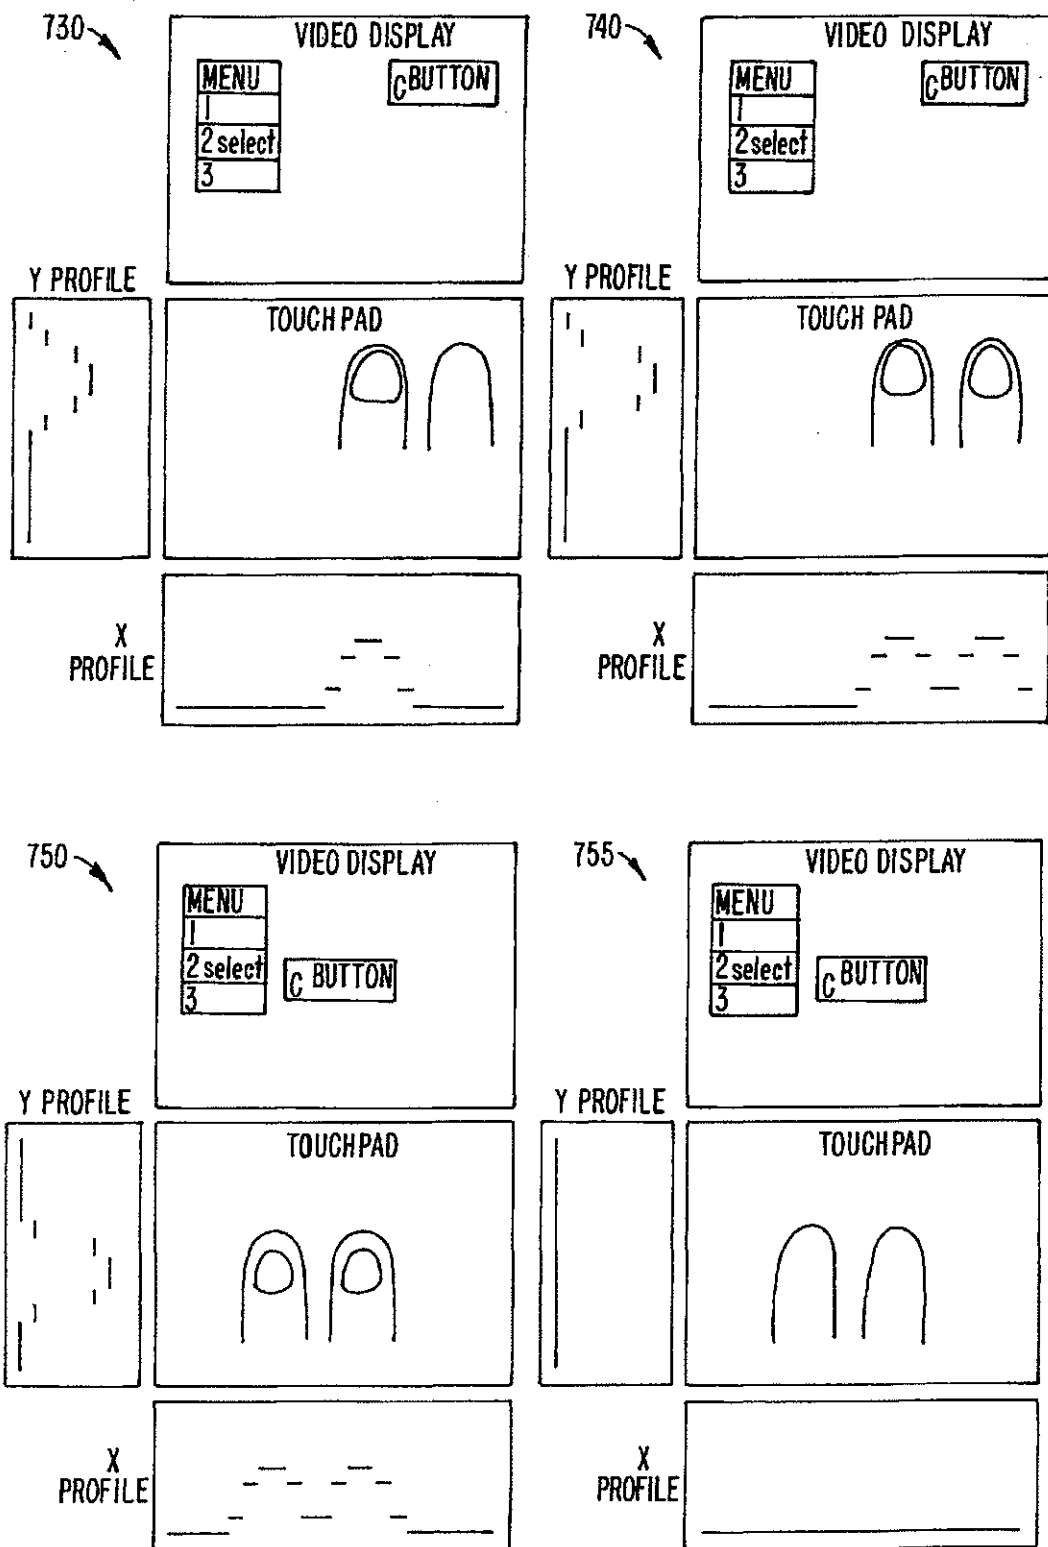 730
VIDEO DISPLAY
MENU
1
2 select
3
C BUTTON
Y PROFILE
TOUCH PAD
X
PROFILE
740
VIDEO DISPLAY
MENU
1
2 select
3
C BUTTON
Y PROFILE
TOUCH PAD
X
PROFILE
750
VIDEO DISPLAY
MENU
1
2 select
3
C BUTTON
Y PROFILE
TOUCHPAD
X
PROFILE
755
VIDEO DISPLAY
MENU
1
2 select
3
C BUTTON
Y PROFILE
TOUCHPAD
X
PROFILE